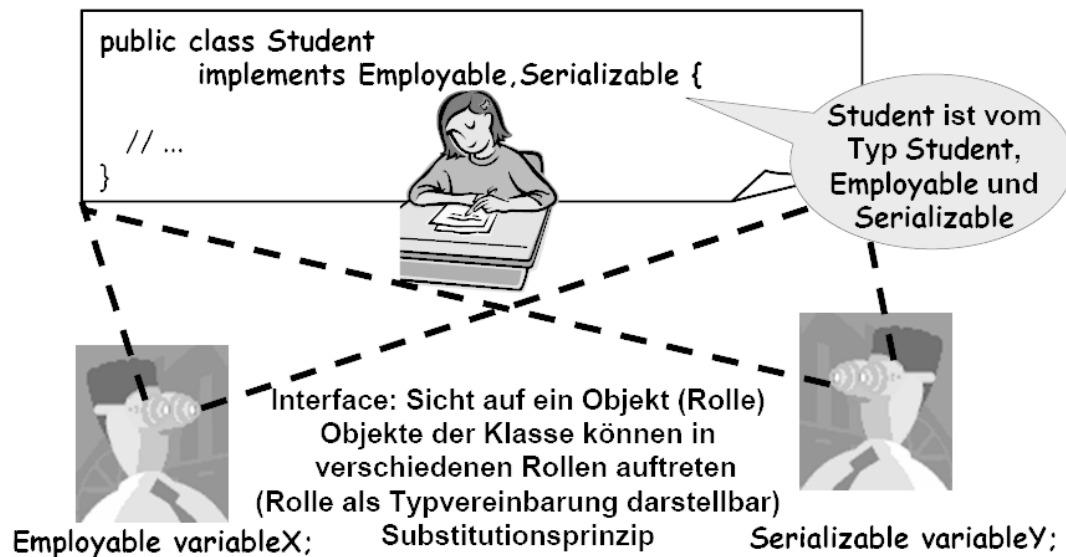 public class Student
implements Employable,Serializable {
// ...
}
Student ist vom
Typ Student,
Employable und
Serializable
Interface: Sicht auf ein Objekt (Rolle)
Objekte der Klasse können in
verschiedenen Rollen auftreten
(Rolle als Typvereinbarung darstellbar)
Substitutionsprinzip
Employable variableX;
Serializable variableY;